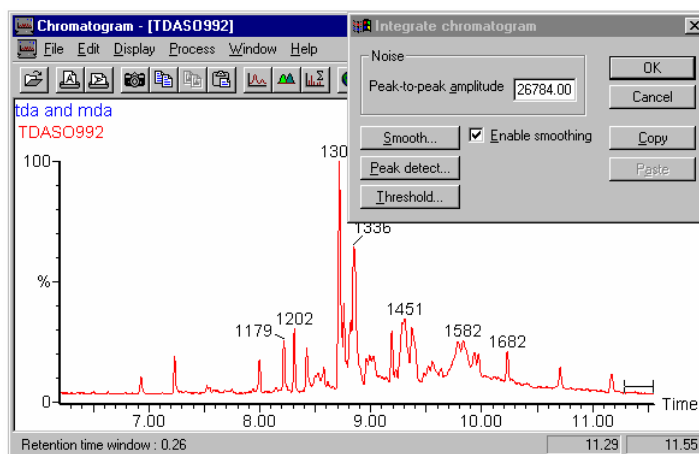 Chromatogram - [TDASO992]
File Edit Display Process Window Help
tda and mda
TDASO992
100
%
0
1336
1179
1202
1451
1582
1682
7.00 8.00 9.00 10.00 11.00
Time
Retention time window : 0.26
11.29 11.55
Integrate chromatogram
Noise
Peak-to-peak amplitude 26784.00
Smooth...
Enable smoothing
Peak detect...
Threshold...
OK
Cancel
Copy
Paste